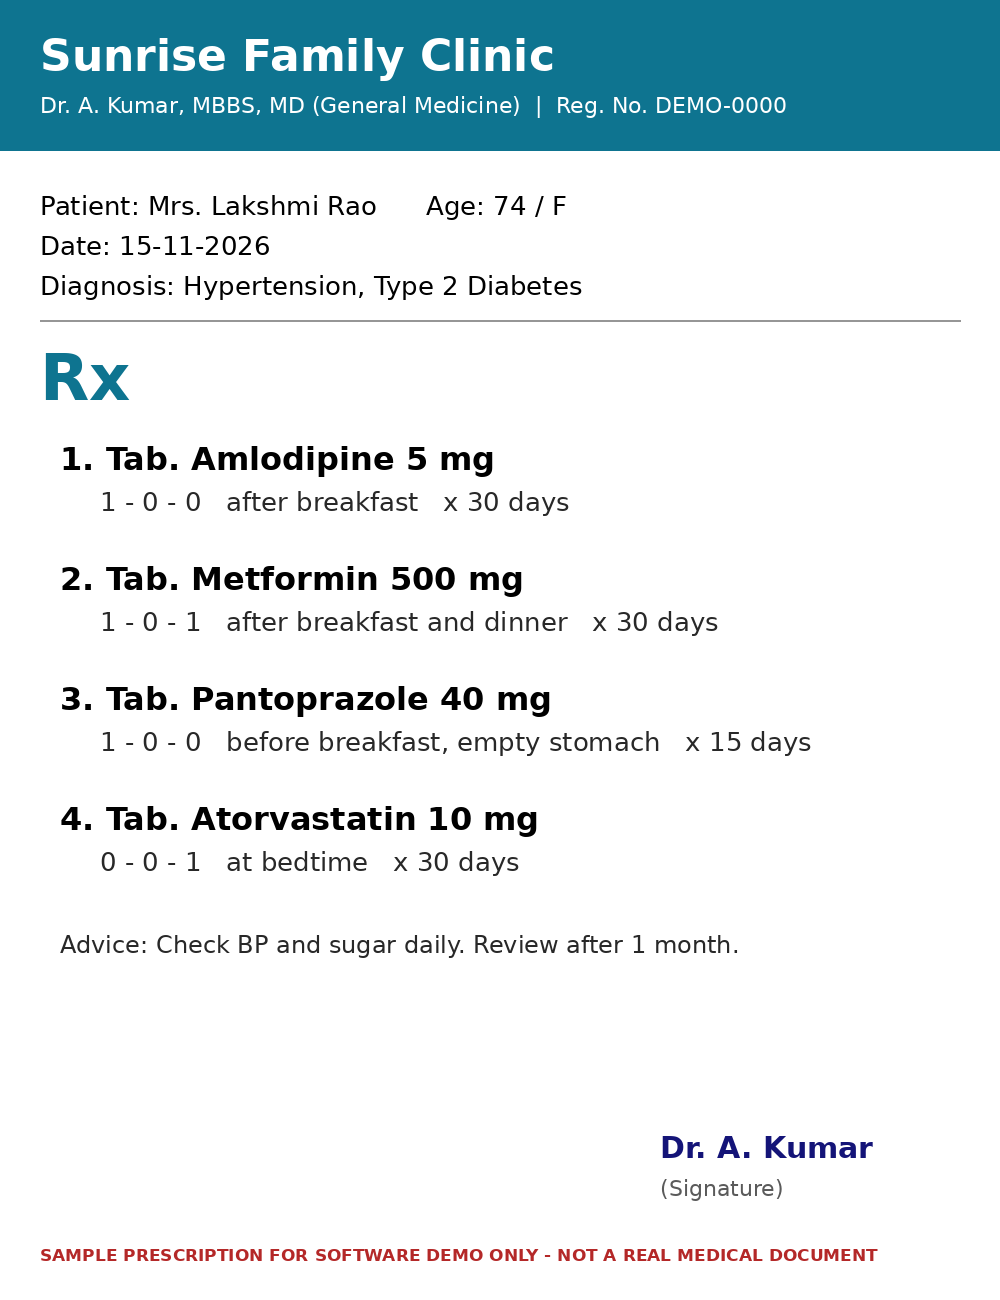 Sunrise Family Clinic
Dr. A. Kumar, MBBS, MD (General Medicine) | Reg. No. DEMO-0000
Patient: Mrs. Lakshmi Rao Age: 74 / F
Date: 15-11-2026
Diagnosis: Hypertension, Type 2 Diabetes
Rx
1. Tab. Amlodipine 5 mg
1 - 0 - 0 after breakfast x 30 days
2. Tab. Metformin 500 mg
1 - 0 - 1 after breakfast and dinner x 30 days
3. Tab. Pantoprazole 40 mg
1 - 0 - 0 before breakfast, empty stomach x 15 days
4. Tab. Atorvastatin 10 mg
0 - 0 - 1 at bedtime x 30 days
Advice: Check BP and sugar daily. Review after 1 month.
Dr. A. Kumar
(Signature)
SAMPLE PRESCRIPTION FOR SOFTWARE DEMO ONLY - NOT A REAL MEDICAL DOCUMENT